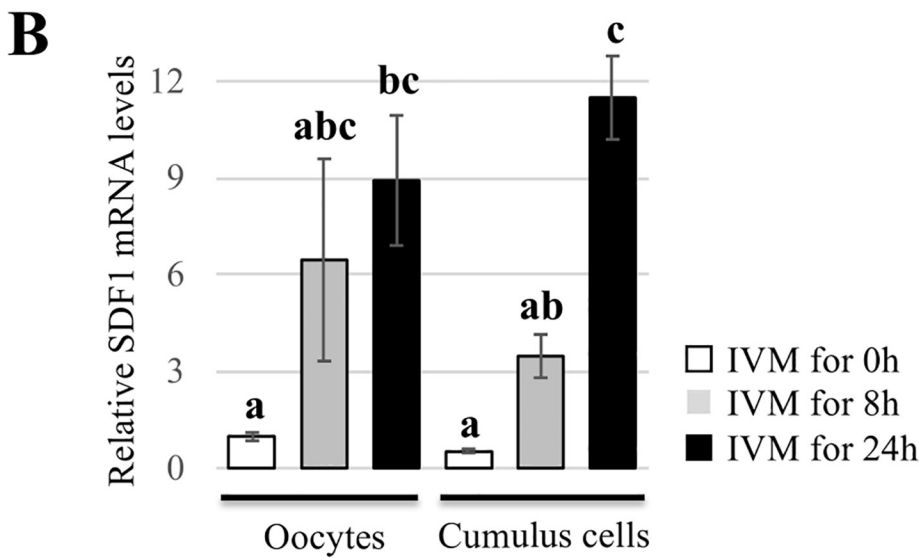 B
Relative SDF1 mRNA levels
12
9
6
3
0
a
abc
bc
a
ab
c
Oocytes
Cumulus cells
IVM for 0h
IVM for 8h
IVM for 24h